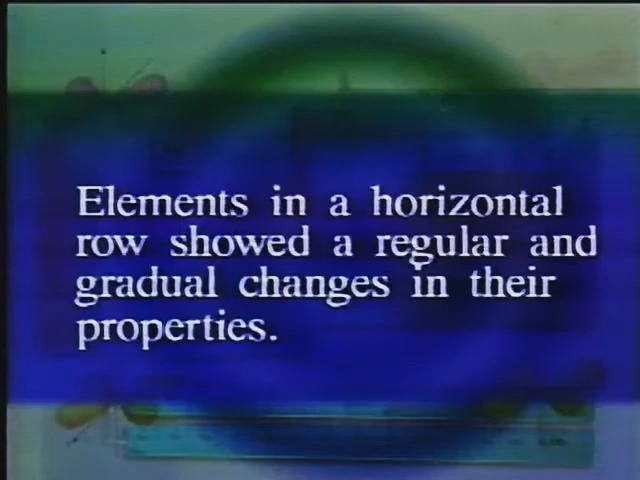 Elements in a horizontal
row showed a regular and
gradual changes in their
properties.